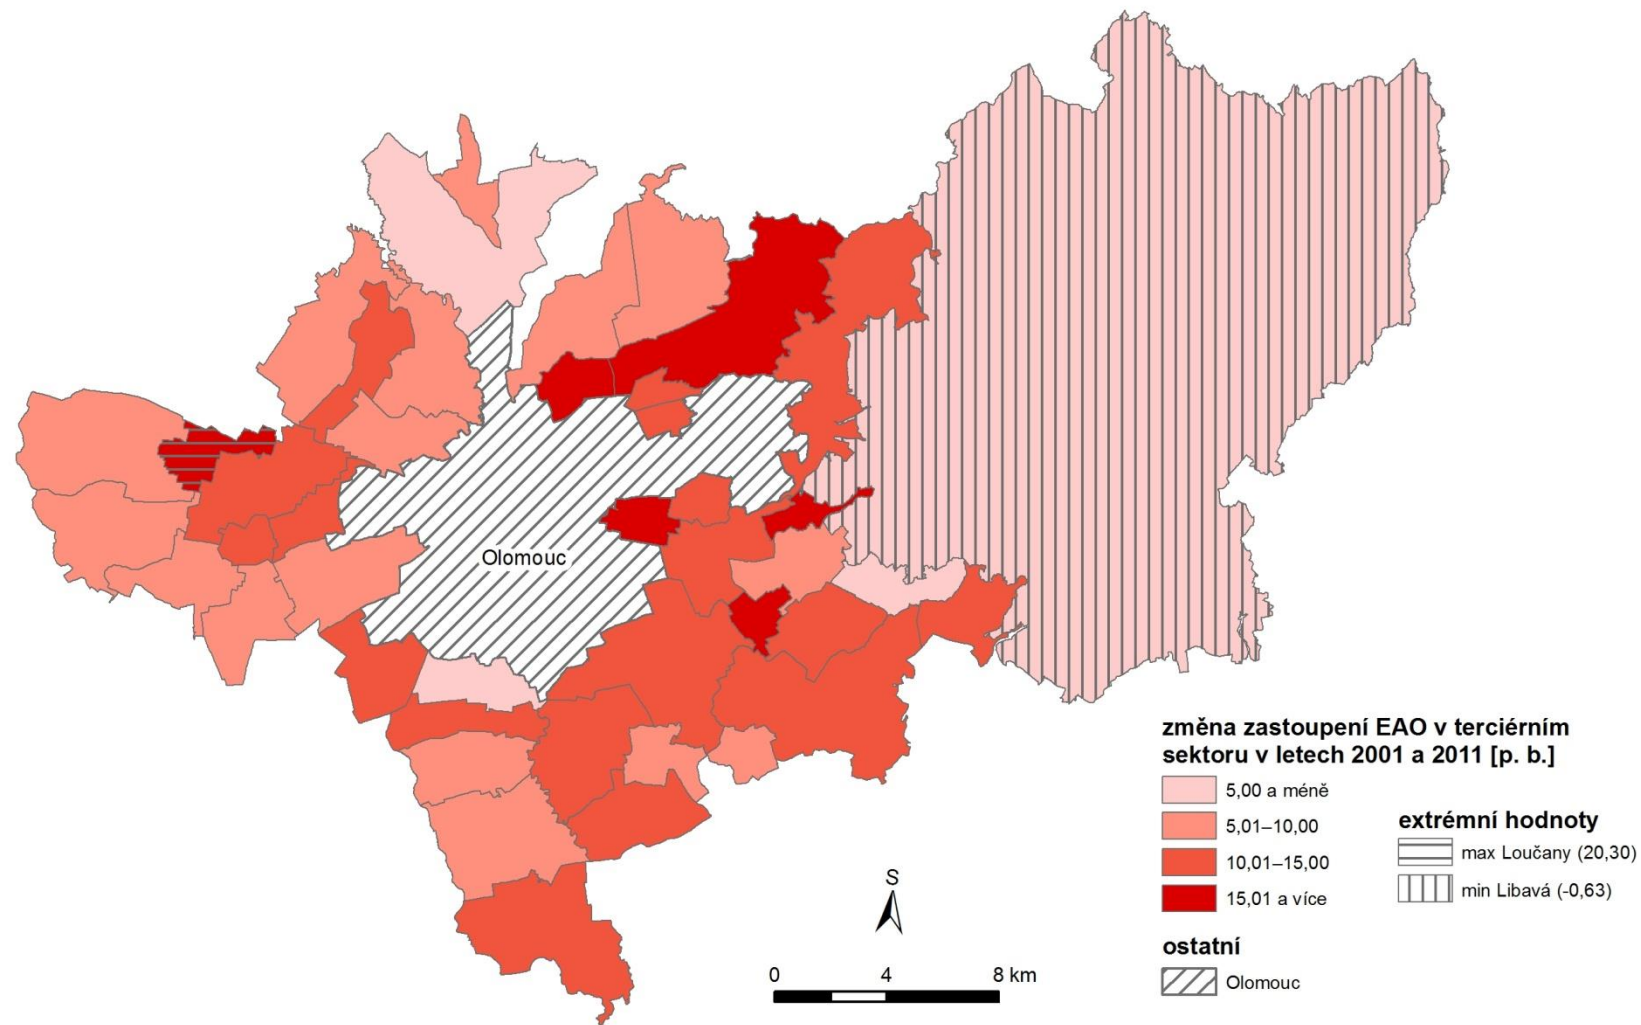 Olomouc
změna zastoupení EAO v terciérním
sektoru v letech 2001 a 2011 [p. b.]
5,00 a méně
5,01–10,00
10,01–15,00
15,01 a více
extrémní hodnoty
max Loučany (20,30)
min Libavá (-0,63)
ostatní
Olomouc
S
0 4 8 km